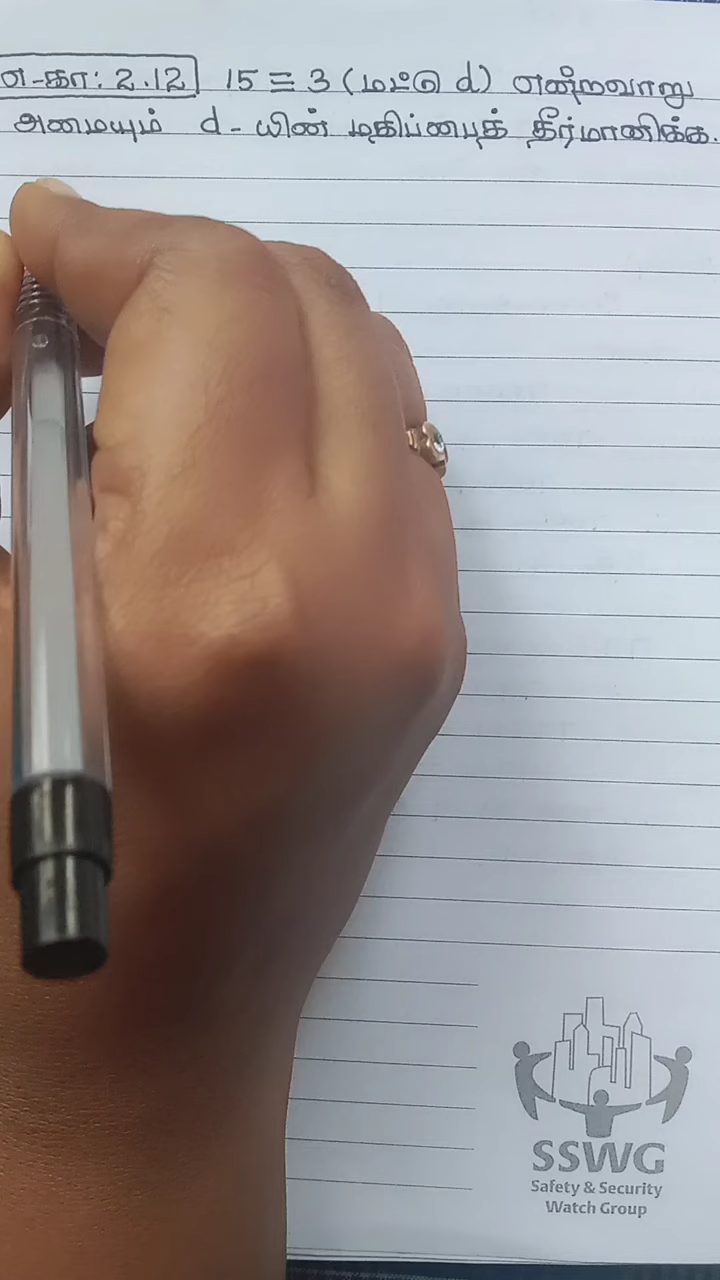 எ-கா: 2.12 15 ≡ 3 (மட்டு d) என்றவாறு
அமையும் d - யின் மதிப்பைத் தீர்மானிக்க.
SSWG
Safety & Security
Watch Group